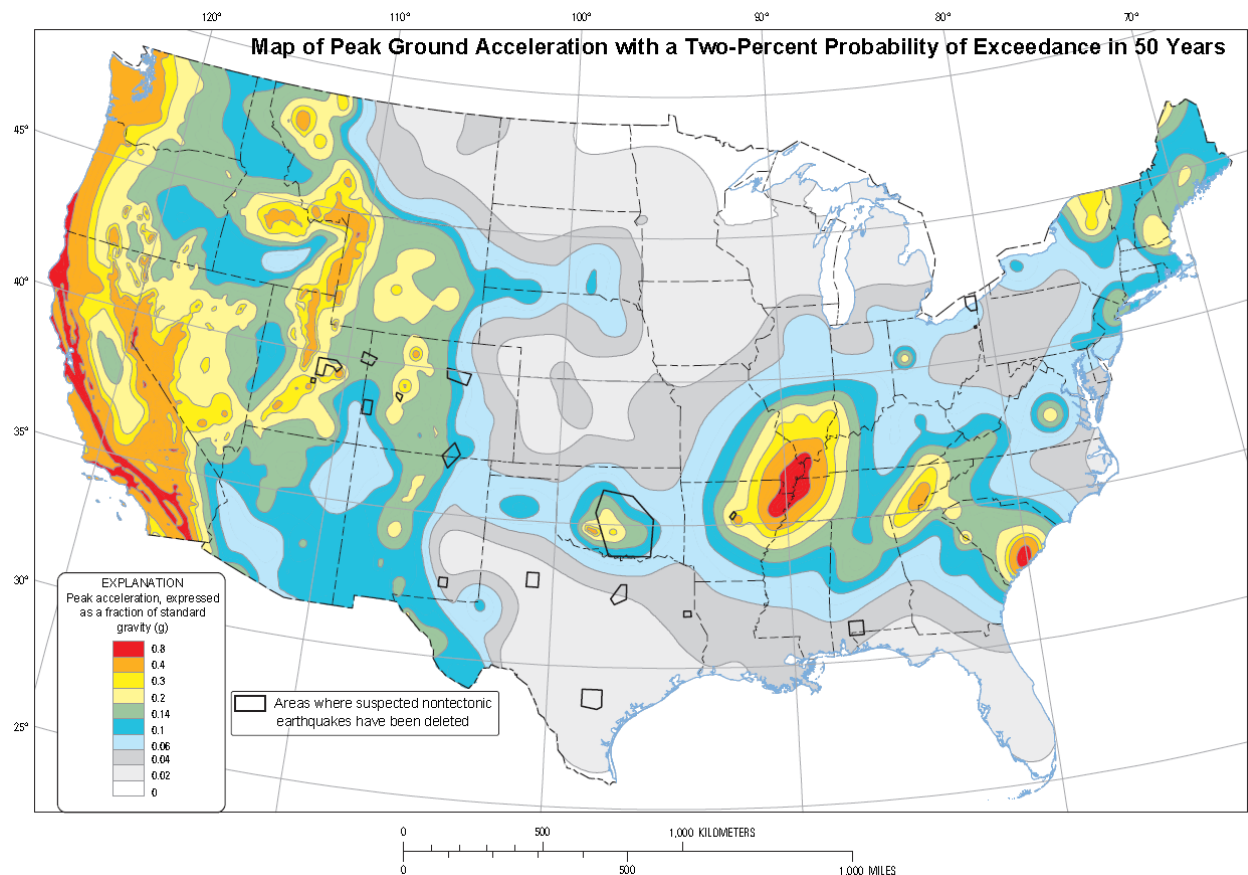 120°
110°
100°
90°
80°
70°
Map of Peak Ground Acceleration with a Two-Percent Probability of Exceedance in 50 Years
45°
40°
35°
30°
25°
EXPLANATION
Peak acceleration, expressed
as a fraction of standard
gravity (g)
0.8
0.4
0.3
0.2
0.14
0.1
0.06
0.04
0.02
0
Areas where suspected nontectonic
earthquakes have been deleted
0 500 1,000 KILOMETERS
0 500 1,000 MILES